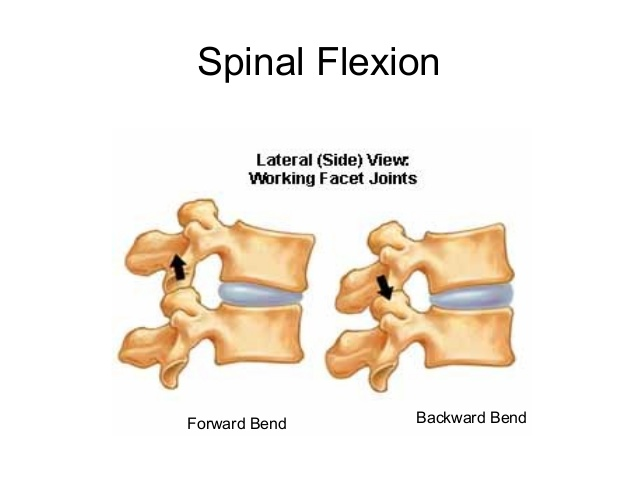 Spinal Flexion
Lateral (Side) View:
Working Facet Joints
Forward Bend
Backward Bend